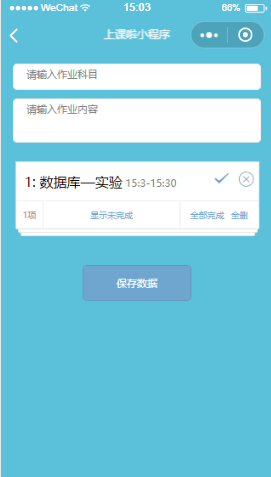 WeChat 15:03 66%
上课啦小程序
请输入作业科目
请输入作业内容
1: 数据库—实验 15:3-15:30
1项 显示未完成 全部完成 全删
保存数据